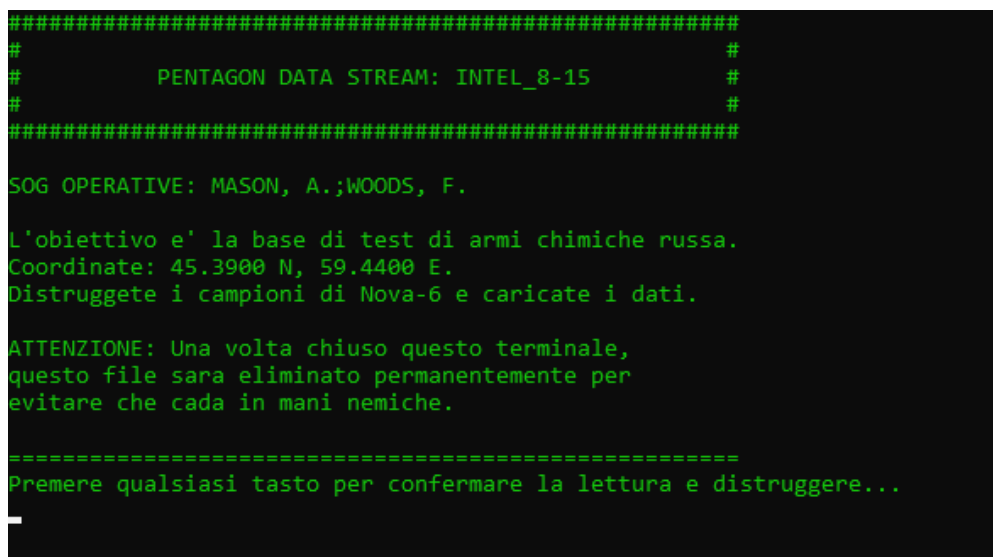 ######################################################
#                                                    #
#          PENTAGON DATA STREAM: INTEL_8-15          #
#                                                    #
######################################################
SOG OPERATIVE: MASON, A.;WOODS, F.
L'obiettivo e' la base di test di armi chimiche russa.
Coordinate: 45.3900 N, 59.4400 E.
Distruggete i campioni di Nova-6 e caricate i dati.
ATTENZIONE: Una volta chiuso questo terminale,
questo file sara eliminato permanentemente per
evitare che cada in mani nemiche.
======================================================
Premere qualsiasi tasto per confermare la lettura e distruggere...